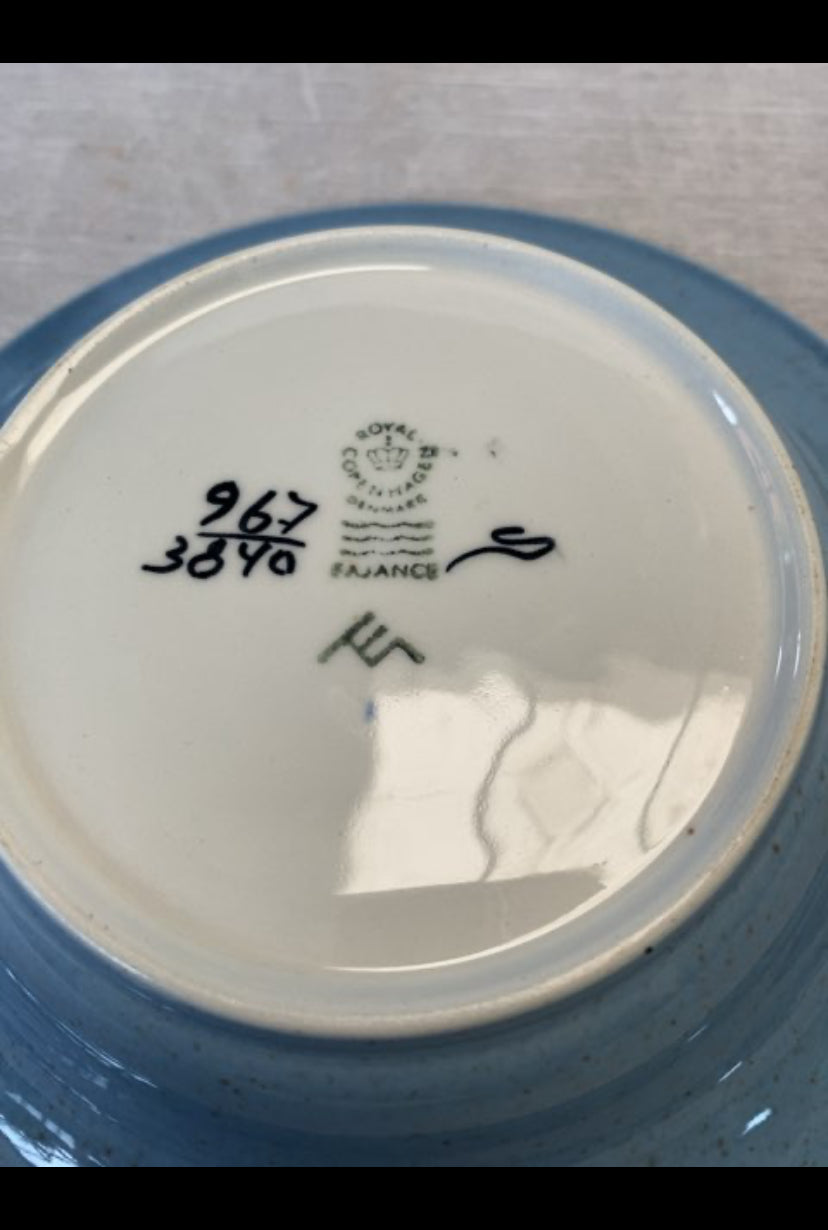 ROYAL
COPENHAGEN
DENMARK
967
3840
FAJANCE